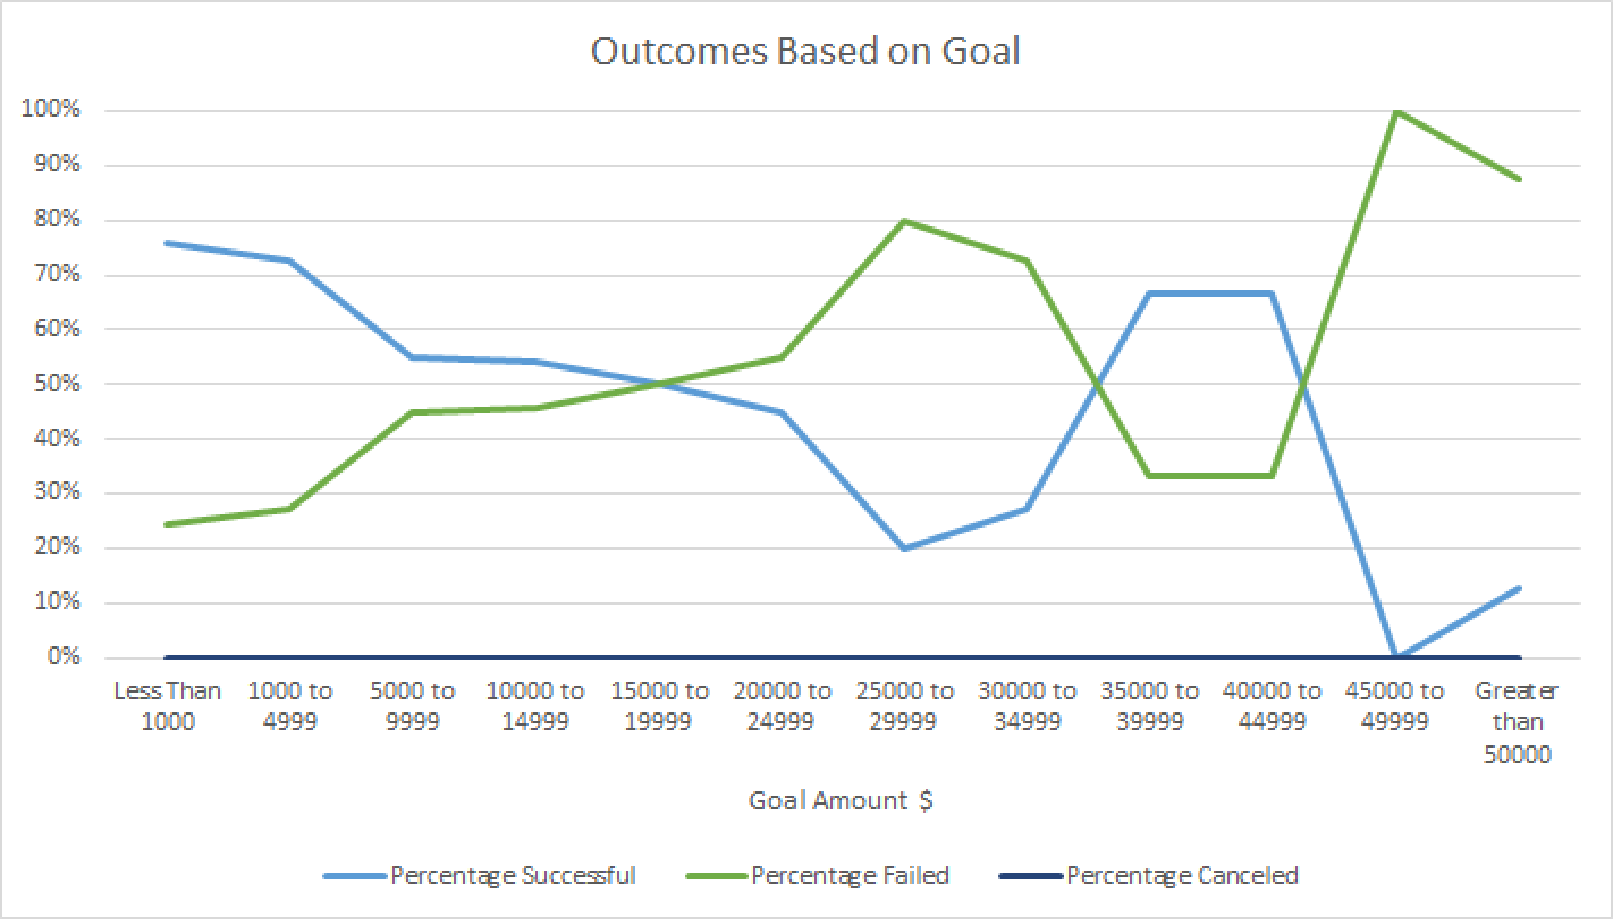 Outcomes Based on Goal
100%
90%
80%
70%
60%
50%
40%
30%
20%
10%
0%
Less Than
1000
1000 to
4999
5000 to
9999
10000 to
14999
15000 to
19999
20000 to
24999
25000 to
29999
30000 to
34999
35000 to
39999
40000 to
44999
45000 to
49999
Greater
than
50000
Goal Amount $
Percentage Successful
Percentage Failed
Percentage Canceled